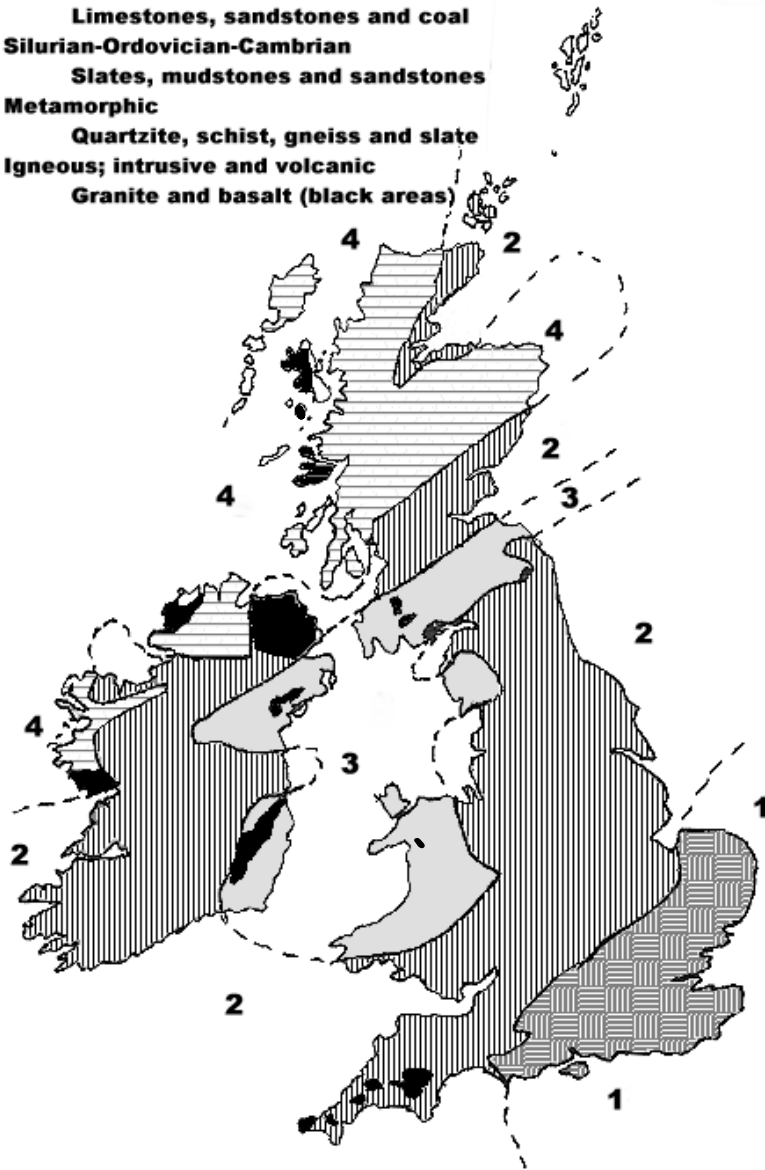 Limestones, sandstones and coal
Silurian-Ordovician-Cambrian
Slates, mudstones and sandstones
Metamorphic
Quartzite, schist, gneiss and slate
Igneous; intrusive and volcanic
Granite and basalt (black areas)
4
2
4
2
3
4
2
4
3
1
2
2
1